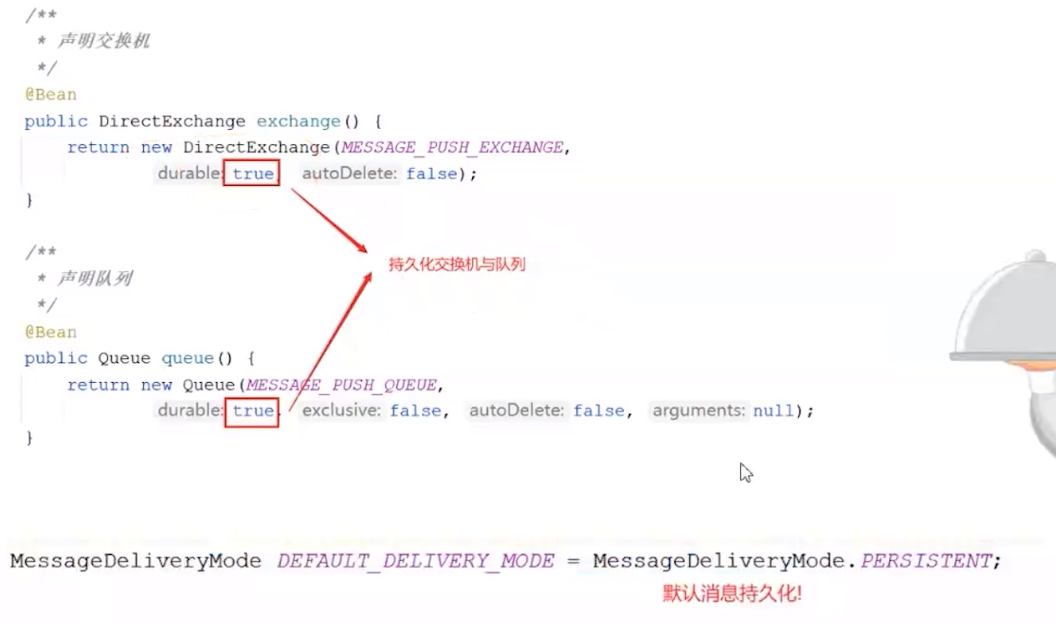 /**
* 声明交换机
*/
@Bean
public DirectExchange exchange() {
return new DirectExchange(MESSAGE_PUSH_EXCHANGE,
durable: true, autoDelete: false);
}
/**
* 声明队列
*/
持久化交换机与队列
@Bean
public Queue queue() {
return new Queue(MESSAGE_PUSH_QUEUE,
durable: true, exclusive: false, autoDelete: false, arguments: null);
}
MessageDeliveryMode DEFAULT_DELIVERY_MODE = MessageDeliveryMode.PERSISTENT;
默认消息持久化!